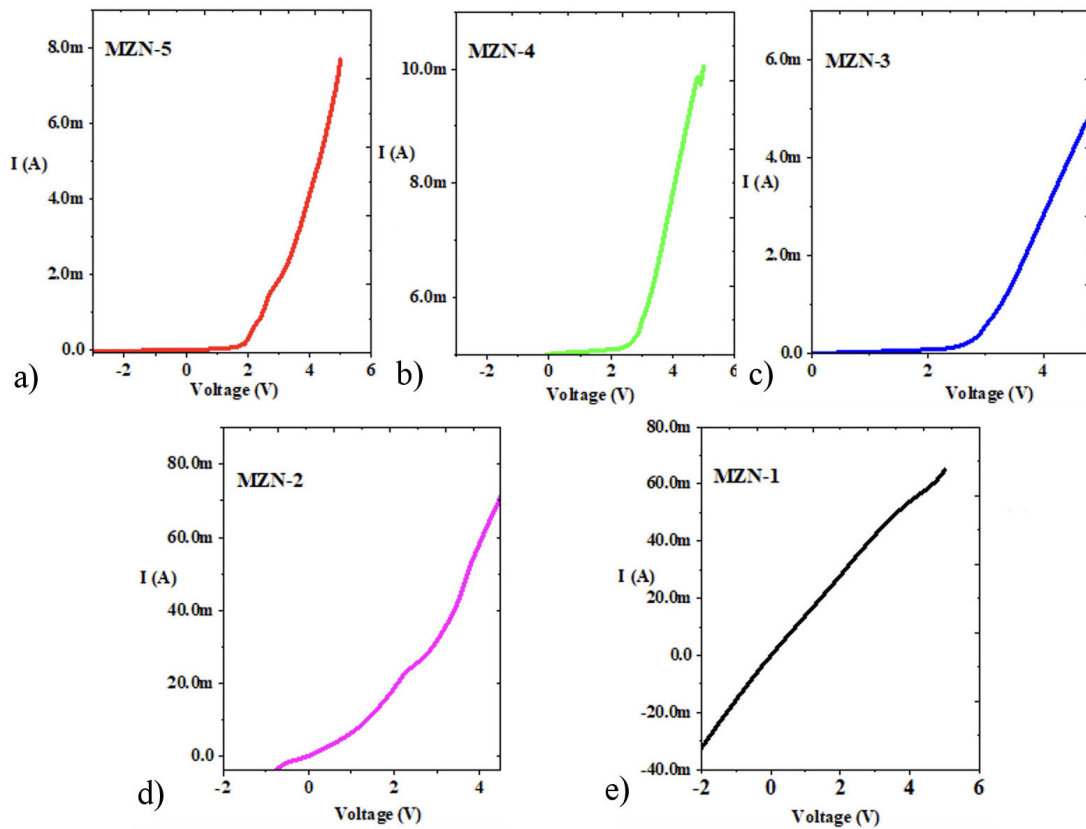 MZN-5
8.0m
6.0m
I (A)
4.0m
2.0m
0.0
-2 0 2 4 6
Voltage (V)
a)
MZN-4
10.0m
I (A)
8.0m
6.0m
0 2 4 6
Voltage (V)
b)
MZN-3
6.0m
4.0m
I (A)
2.0m
0.0
0 2 4
Voltage (V)
c)
MZN-2
80.0m
60.0m
I (A)
40.0m
20.0m
0.0
-2 0 2 4
Voltage (V)
d)
80.0m
MZN-1
60.0m
40.0m
I (A)
20.0m
0.0
-20.0m
-40.0m
-2 0 2 4 6
Voltage (V)
e)